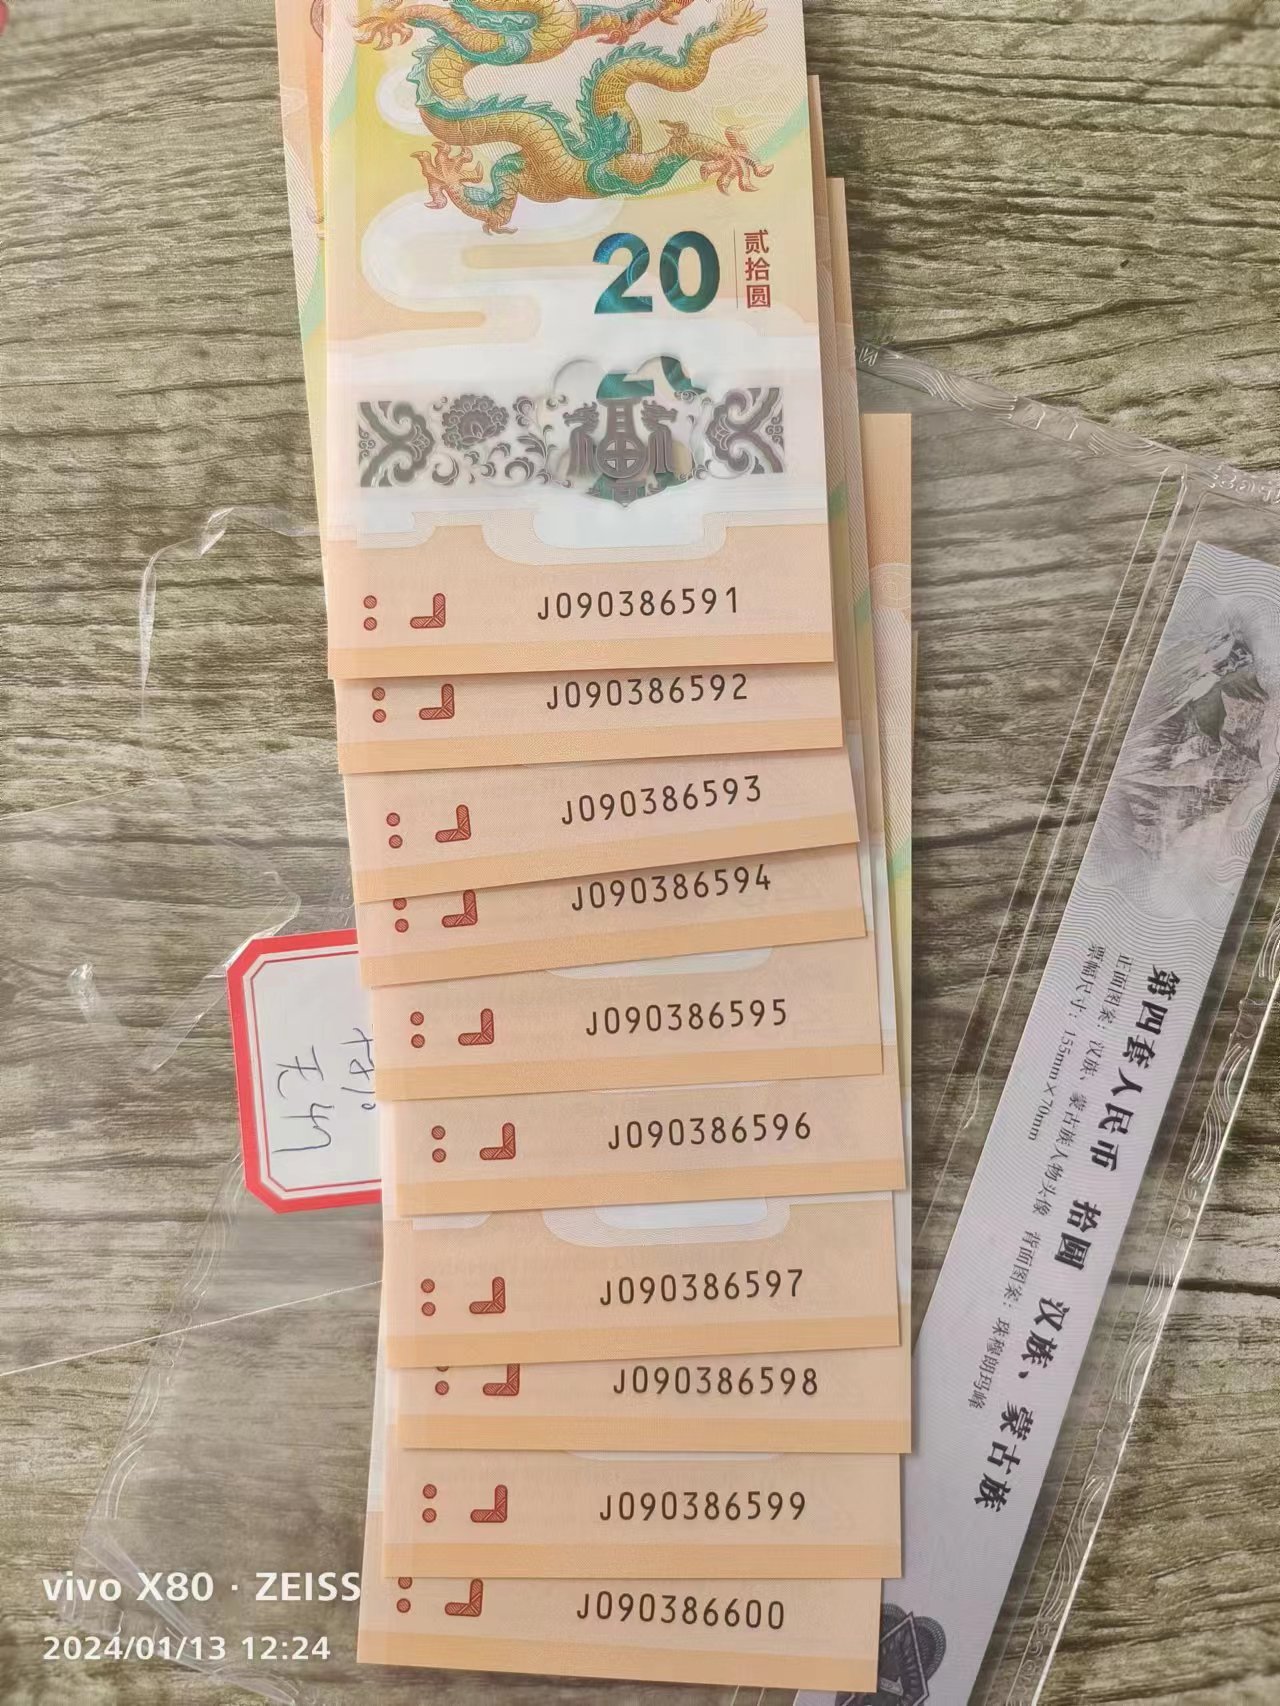 20
贰拾圆
J090386591
J090386592
J090386593
J090386594
J090386595
J090386596
J090386597
J090386598
J090386599
J090386600
第四套人民币 拾圆 汉族、蒙古族
正面图案：汉族、蒙古族人物头像 背面图案：珠穆朗玛峰
票幅尺寸：155mm×70mm
vivo X80 · ZEISS
2024/01/13 12:24